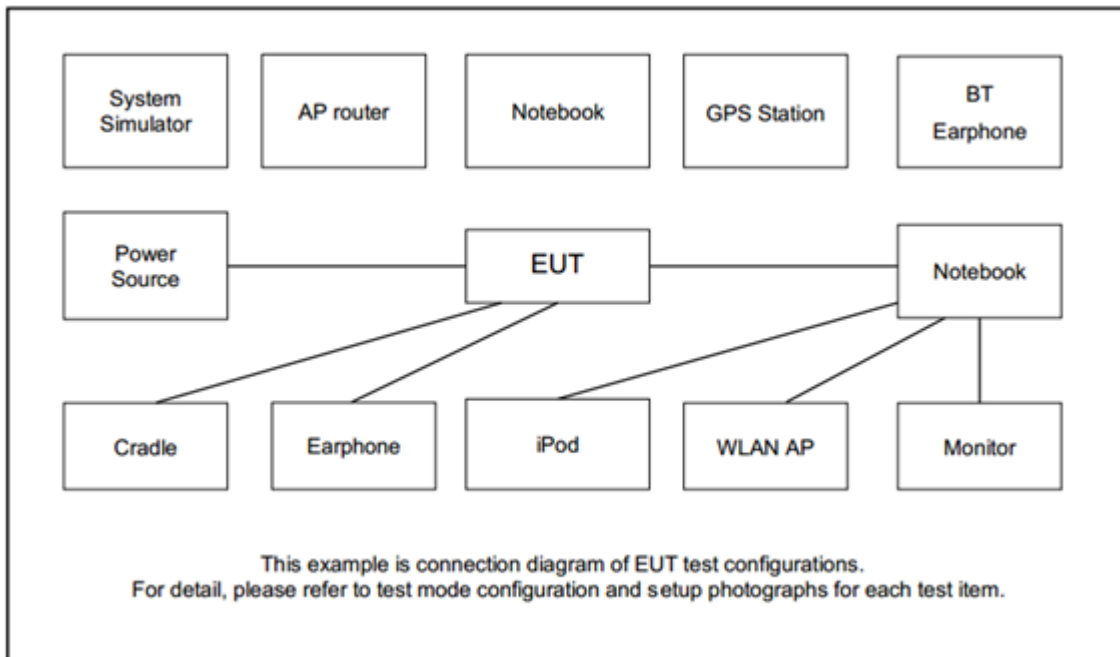 System
Simulator
AP router
Notebook
GPS Station
BT
Earphone
Power
Source
EUT
Notebook
Cradle
Earphone
iPod
WLAN AP
Monitor
This example is connection diagram of EUT test configurations.
For detail, please refer to test mode configuration and setup photographs for each test item.